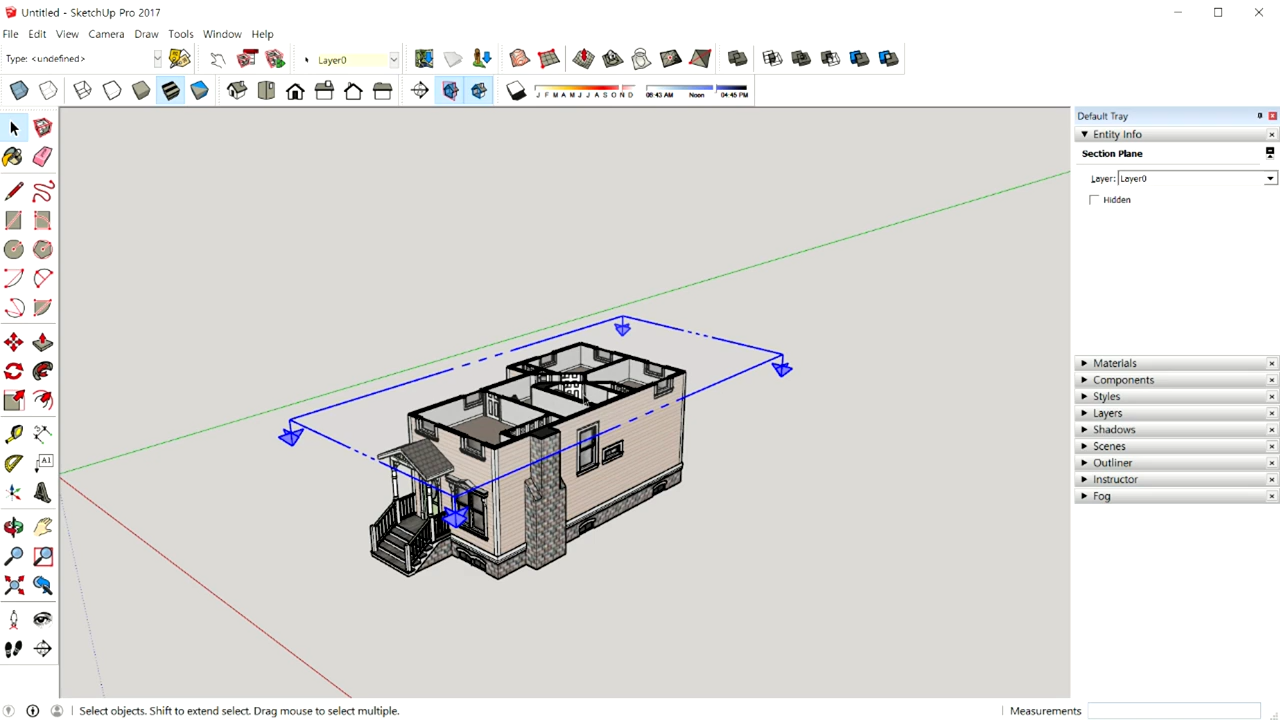 Untitled - SketchUp Pro 2017
File Edit View Camera Draw Tools Window Help
Type: <undefined>
Layer0
J F M A M J J A S O N D
08:43 AM Noon 04:45 PM
Default Tray
Entity Info
Section Plane
Layer: Layer0
Hidden
A1
Materials
Components
Styles
Layers
Shadows
Scenes
Outliner
Instructor
Fog
Select objects. Shift to extend select. Drag mouse to select multiple.
Measurements